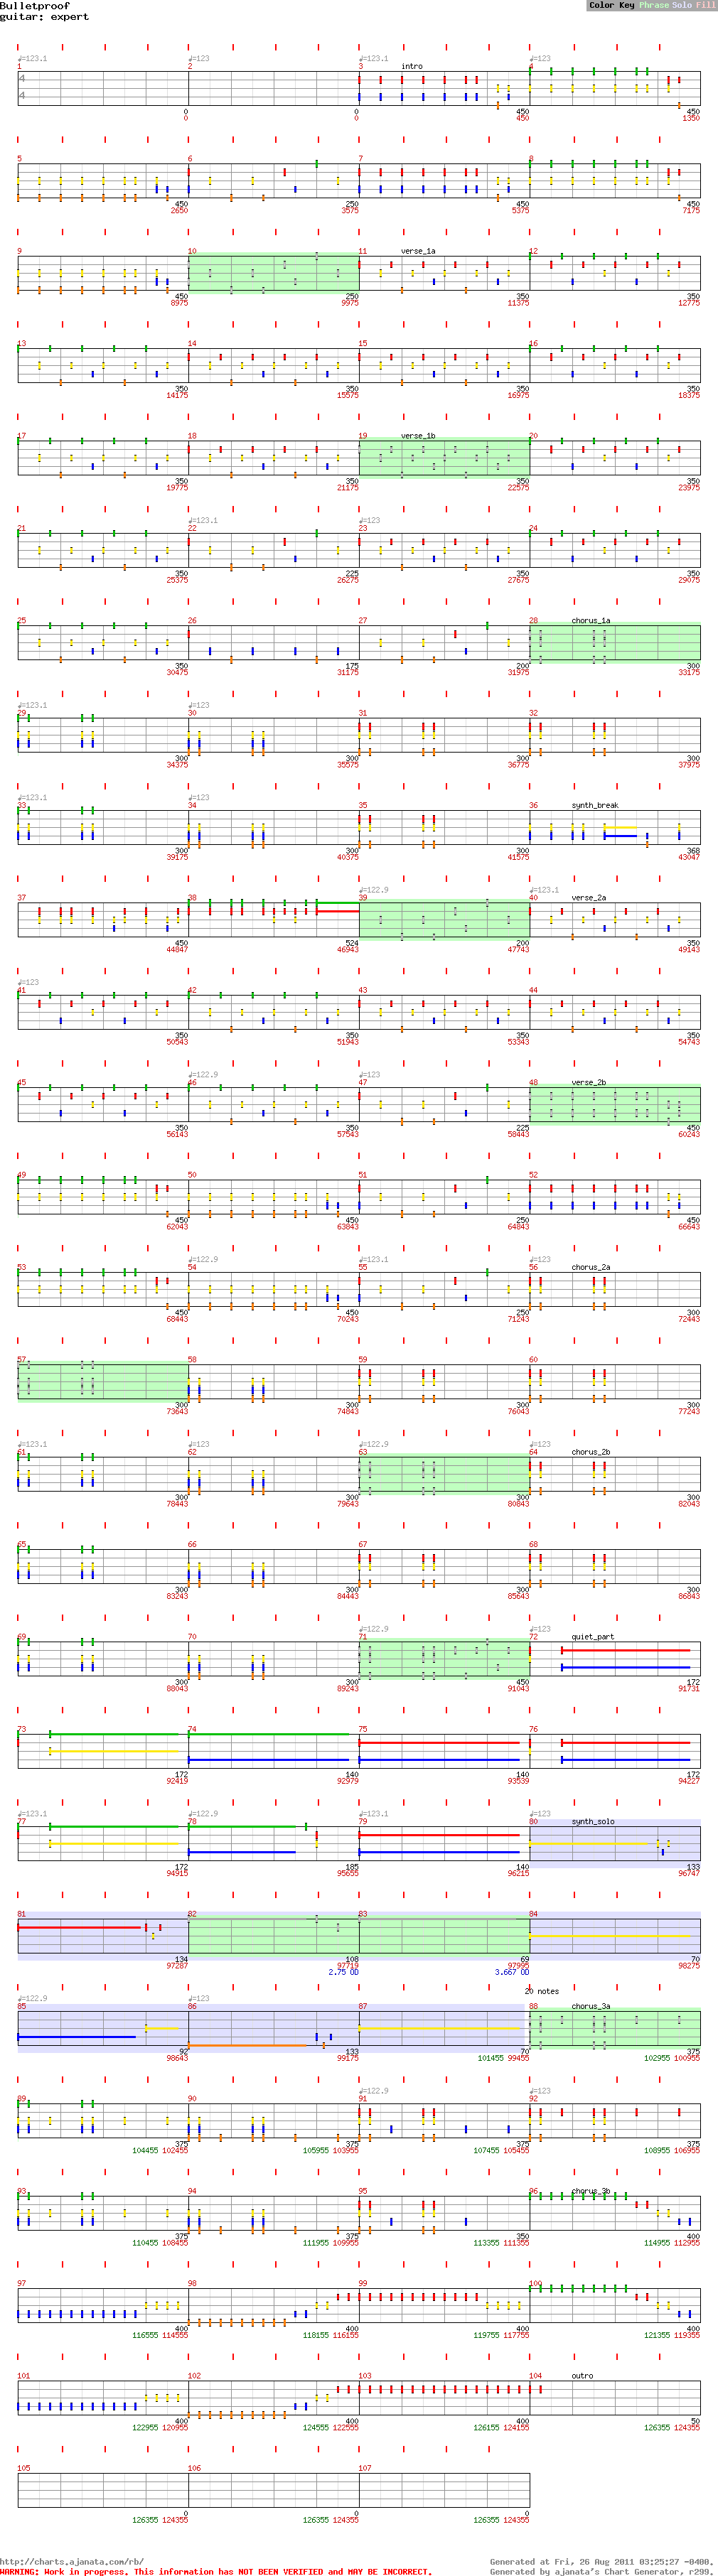 Bulletproof
guitar: expert
Color Key Phrase Solo Fill
♩=123.1 ♩=123 ♩=123.1 ♩=123
1 2 3 intro 4
4
4
0 0 450 450
0 0 450 1350
5 6 7 8
450 250 450 450
2650 3575 5375 7175
9 10 11 verse_1a 12
450 250 350 350
8975 9975 11375 12775
13 14 15 16
350 350 350 350
14175 15575 16975 18375
17 18 19 verse_1b 20
350 350 350 350
19775 21175 22575 23975
♩=123.1 ♩=123
21 22 23 24
350 225 350 350
25375 26275 27675 29075
25 26 27 28 chorus_1a
350 175 200 300
30475 31175 31975 33175
♩=123.1 ♩=123
29 30 31 32
300 300 300 300
34375 35575 36775 37975
♩=123.1 ♩=123
33 34 35 36 synth_break
300 300 300 368
39175 40375 41575 43047
♩=122.9 ♩=123.1
37 38 39 40 verse_2a
450 524 200 350
44847 46943 47743 49143
♩=123
41 42 43 44
350 350 350 350
50543 51943 53343 54743
♩=122.9 ♩=123
45 46 47 48 verse_2b
350 350 225 450
56143 57543 58443 60243
49 50 51 52
450 450 250 450
62043 63843 64843 66643
♩=122.9 ♩=123.1 ♩=123
53 54 55 56 chorus_2a
450 450 250 300
68443 70243 71243 72443
57 58 59 60
300 300 300 300
73643 74843 76043 77243
♩=123.1 ♩=123 ♩=122.9 ♩=123
61 62 63 64 chorus_2b
300 300 300 300
78443 79643 80843 82043
65 66 67 68
300 300 300 300
83243 84443 85643 86843
♩=122.9 ♩=123
69 70 71 72 quiet_part
300 300 450 172
88043 89243 91043 91731
73 74 75 76
172 140 140 172
92419 92979 93539 94227
♩=123.1 ♩=122.9 ♩=123.1 ♩=123
77 78 79 80 synth_solo
172 185 140 133
94915 95655 96215 96747
81 82 83 84
134 108 69 70
97287 97719 97995 98275
2.75 OD 3.667 OD
20 notes
♩=122.9 ♩=123
85 86 87 88 chorus_3a
92 133 70 375
98643 99175 101455 99455 102955 100955
♩=122.9 ♩=123
89 90 91 92
375 375 375 375
104455 102455 105955 103955 107455 105455 108955 106955
93 94 95 96 chorus_3b
375 375 350 400
110455 108455 111955 109955 113355 111355 114955 112955
97 98 99 100
400 400 400 400
116555 114555 118155 116155 119755 117755 121355 119355
101 102 103 104 outro
400 400 400 50
122955 120955 124555 122555 126155 124155 126355 124355
105 106 107
0 0 0
126355 124355 126355 124355 126355 124355
http://charts.ajanata.com/rb/ Generated at Fri, 26 Aug 2011 03:25:27 -0400.
WARNING: Work in progress. This information has NOT BEEN VERIFIED and MAY BE INCORRECT. Generated by ajanata's Chart Generator, r299.